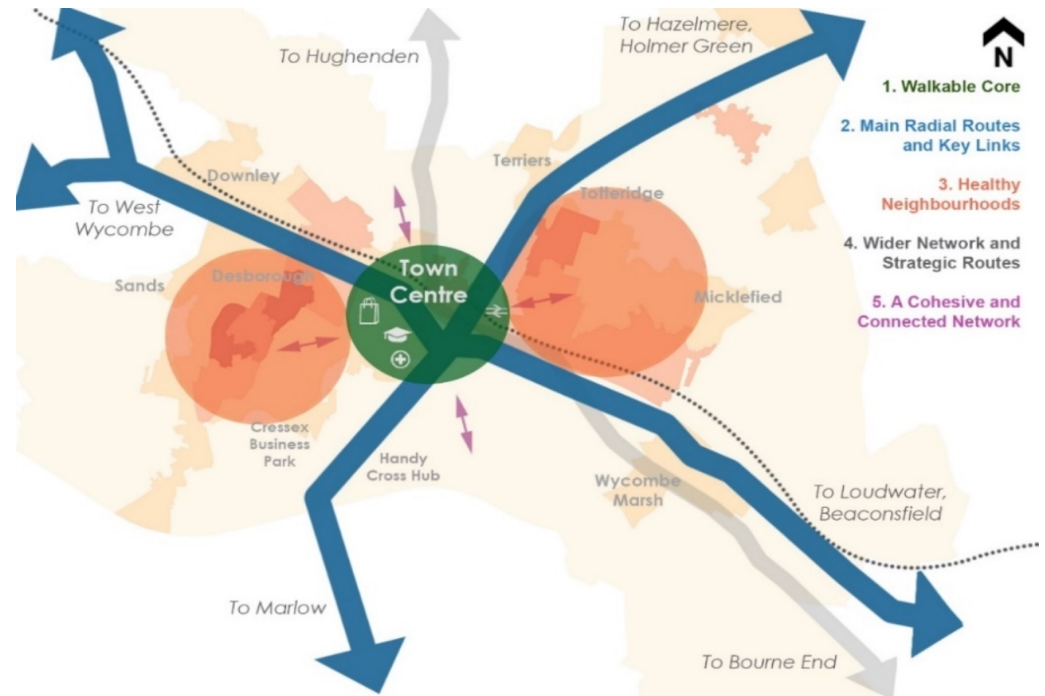 To Hughenden
To Hazelmere,
Holmer Green
N
1. Walkable Core
2. Main Radial Routes
and Key Links
3. Healthy
Neighbourhoods
4. Wider Network and
Strategic Routes
5. A Cohesive and
Connected Network
Terriers
Downley
Totteridge
To West
Wycombe
Town
Centre
Desborough
Sands
Micklefied
Cressex
Business
Park
Handy
Cross Hub
Wycombe
Marsh
To Loudwater,
Beaconsfield
To Marlow
To Bourne End